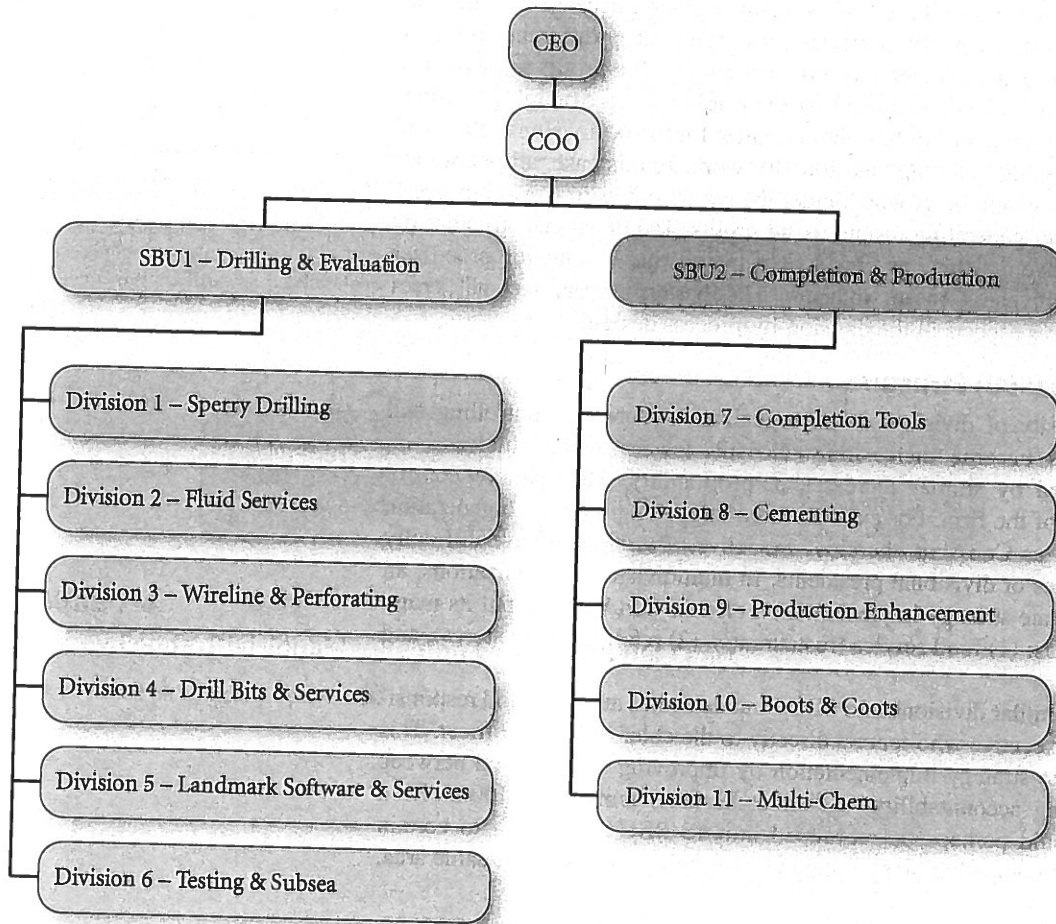 CEO
COO
SBU1 – Drilling & Evaluation
SBU2 – Completion & Production
Division 1 – Sperry Drilling
Division 2 – Fluid Services
Division 3 – Wireline & Perforating
Division 4 – Drill Bits & Services
Division 5 – Landmark Software & Services
Division 6 – Testing & Subsea
Division 7 – Completion Tools
Division 8 – Cementing
Division 9 – Production Enhancement
Division 10 – Boots & Coots
Division 11 – Multi-Chem